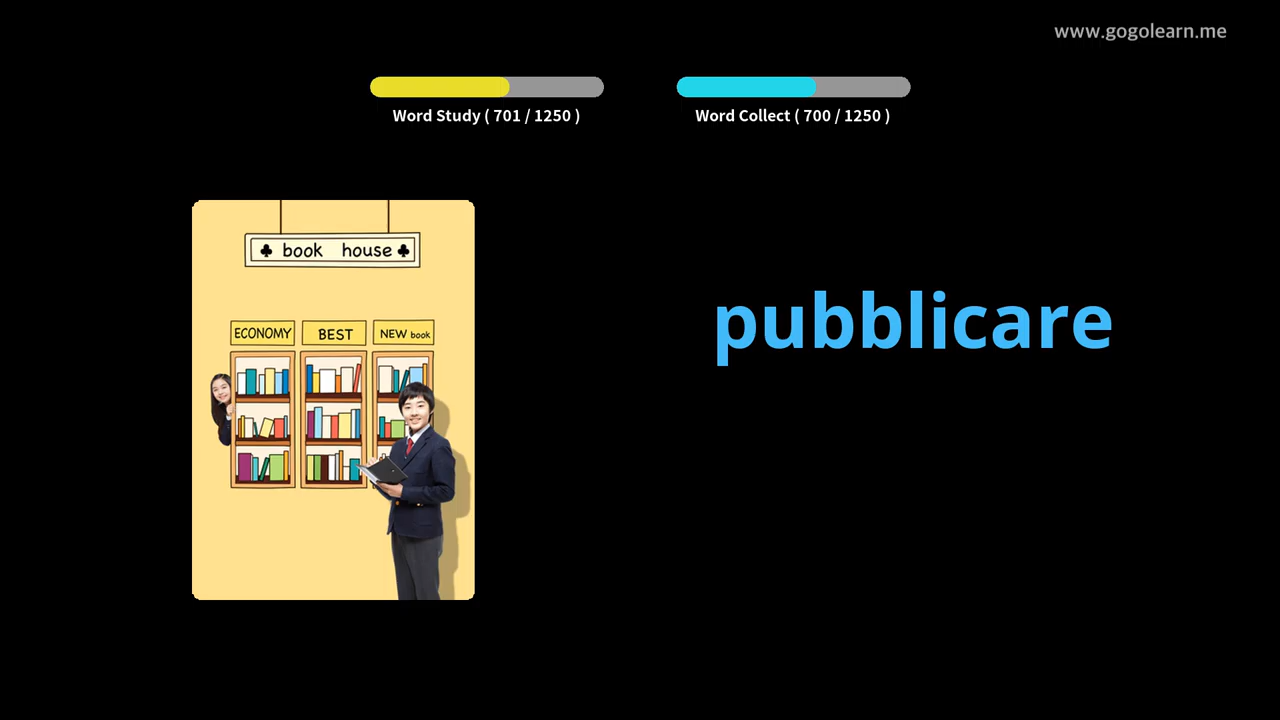 www.gogolearn.me
Word Study ( 701 / 1250 )
Word Collect ( 700 / 1250 )
♣ book house ♣
ECONOMY
BEST
NEW book
pubblicare